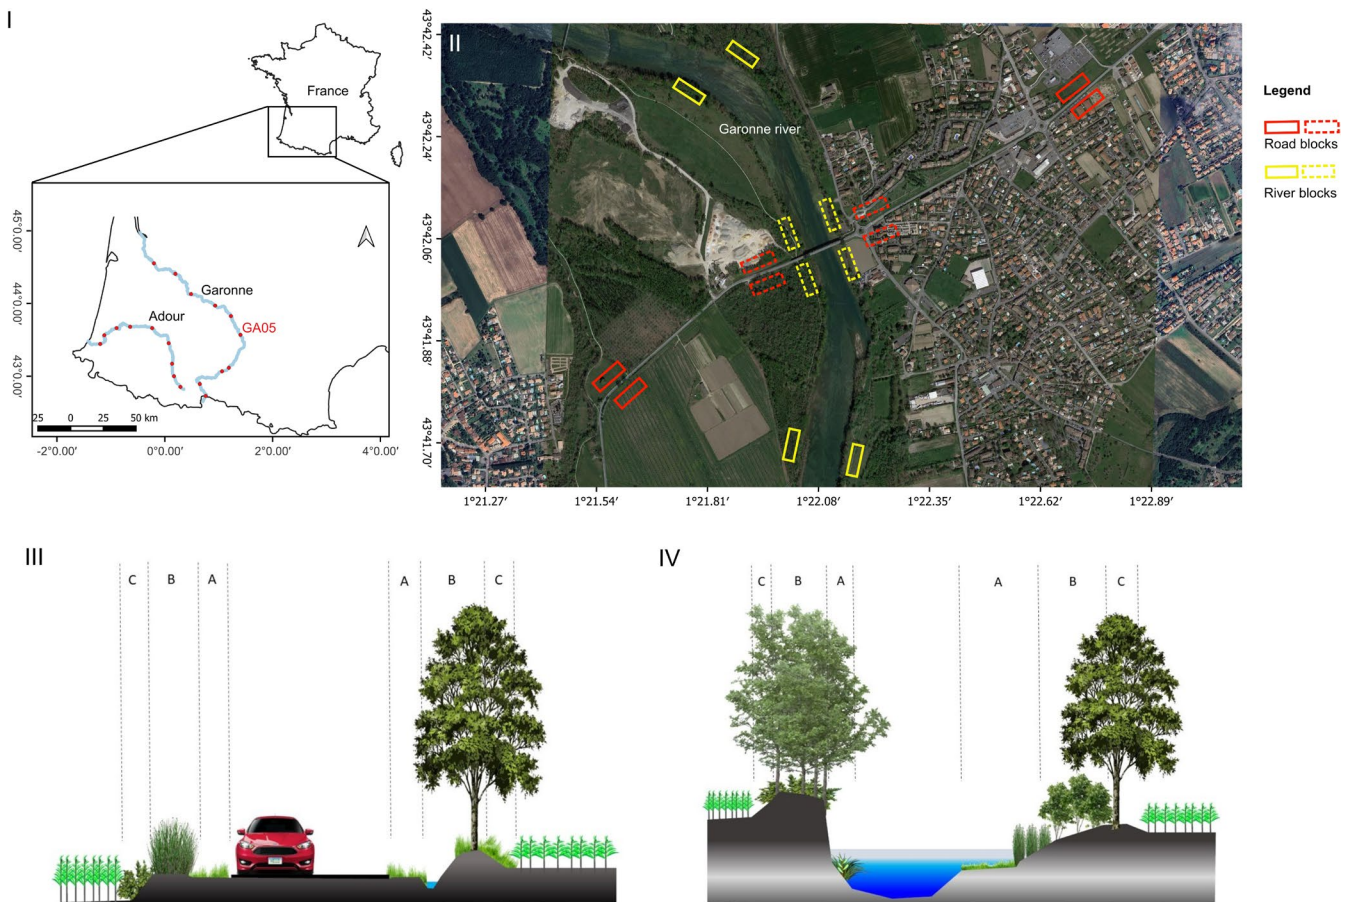 I
France
45°0.00′
44°0.00′
43°0.00′
Garonne
Adour
GA05
25 0 25 50 km
-2°0.00′ 0°0.00′ 2°0.00′ 4°0.00′
II
43°42.42′
43°42.24′
43°42.06′
43°41.88′
43°41.70′
Garonne river
1°21.27′ 1°21.54′ 1°21.81′ 1°22.08′ 1°22.35′ 1°22.62′ 1°22.89′
Legend
Road blocks
River blocks
III
C B A A B C
IV
C B A A B C